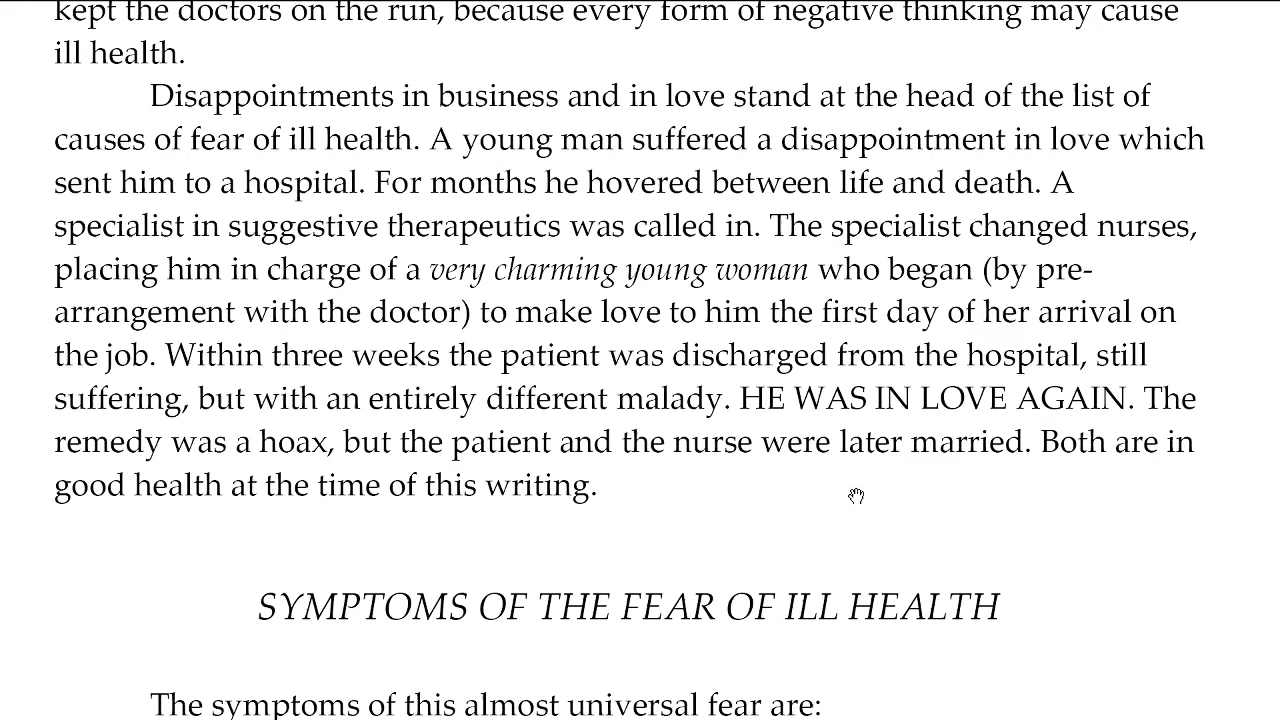 kept the doctors on the run, because every form of negative thinking may cause
ill health.
Disappointments in business and in love stand at the head of the list of
causes of fear of ill health. A young man suffered a disappointment in love which
sent him to a hospital. For months he hovered between life and death. A
specialist in suggestive therapeutics was called in. The specialist changed nurses,
placing him in charge of a very charming young woman who began (by pre-
arrangement with the doctor) to make love to him the first day of her arrival on
the job. Within three weeks the patient was discharged from the hospital, still
suffering, but with an entirely different malady. HE WAS IN LOVE AGAIN. The
remedy was a hoax, but the patient and the nurse were later married. Both are in
good health at the time of this writing.
SYMPTOMS OF THE FEAR OF ILL HEALTH
The symptoms of this almost universal fear are: